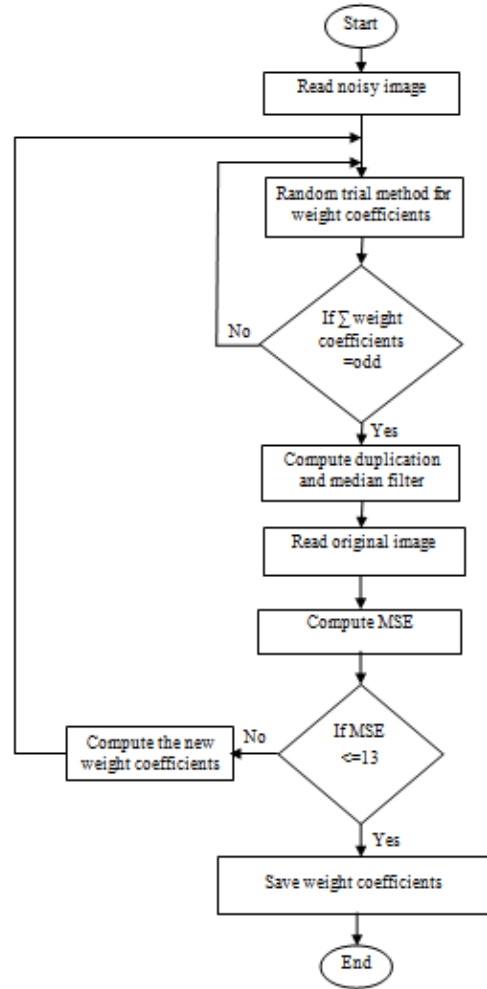 Start
Read noisy image
Random trial method for
weight coefficients
If ∑ weight
coefficients
=odd
No
Yes
Compute duplication
and median filter
Read original image
Compute MSE
If MSE
<=13
No
Compute the new
weight coefficients
Yes
Save weight coefficients
End